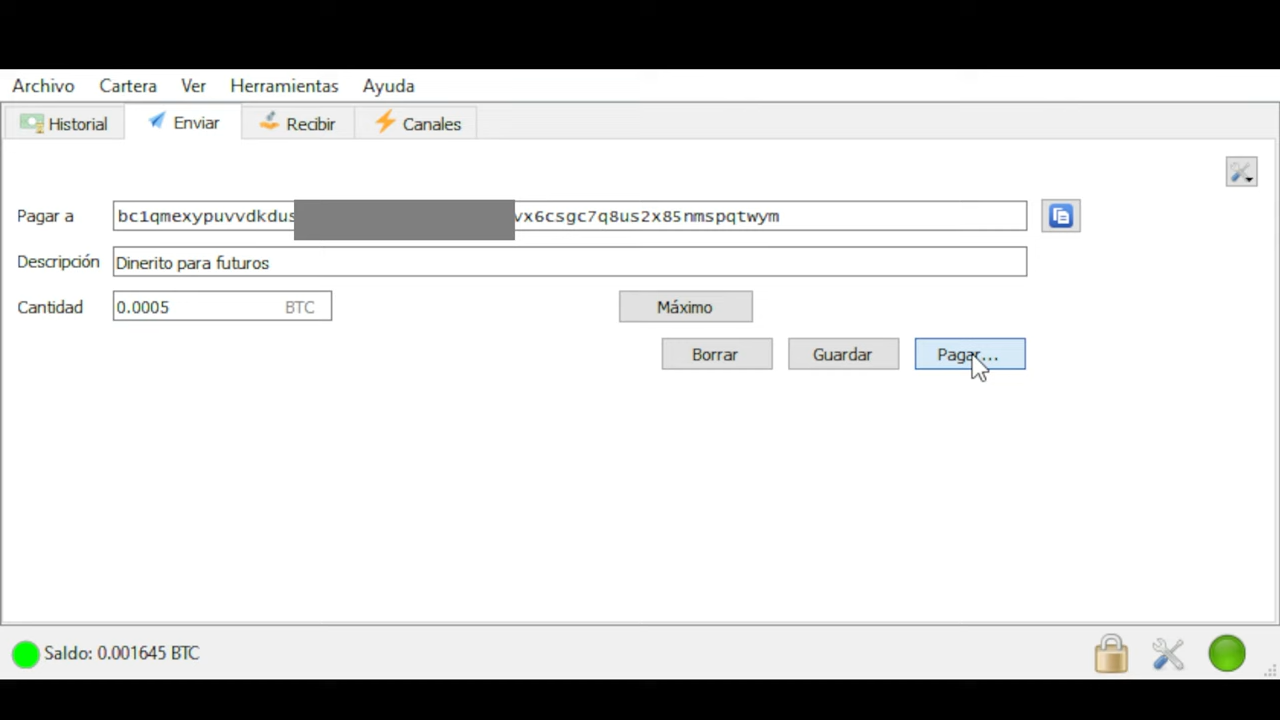 Archivo Cartera Ver Herramientas Ayuda
Historial Enviar Recibir Canales
Pagar a bc1qmexypuvvdkdus vx6csgc7q8us2x85nmspqtwym
Descripción Dinerito para futuros
Cantidad 0.0005 BTC Máximo
Borrar Guardar Pagar...
Saldo: 0.001645 BTC